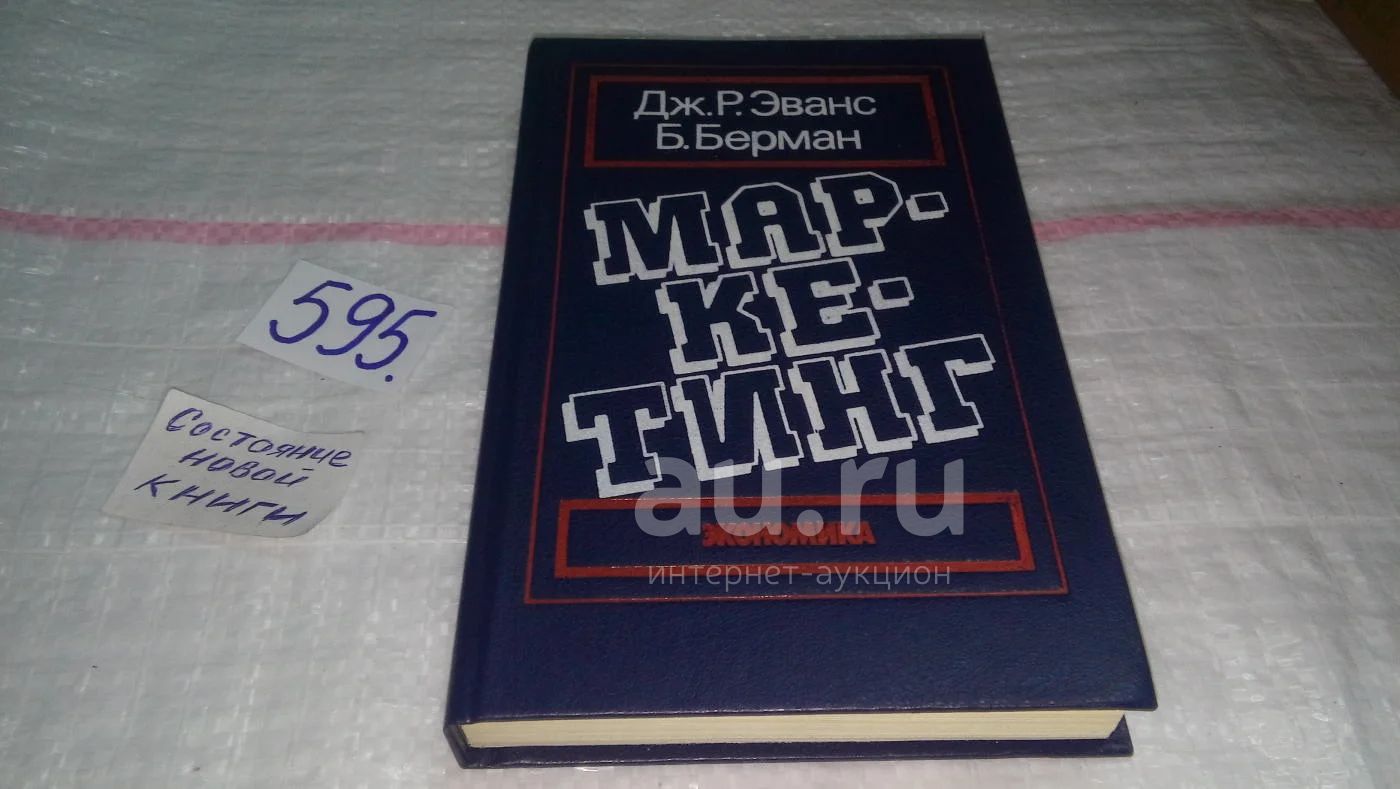 Дж.Р.Эванс
Б.Берман
МАР-
КЕ-
ТИНГ
ЭКОНОМИКА
au.ru
интернет-аукцион
595.
Состояние
новой
книги